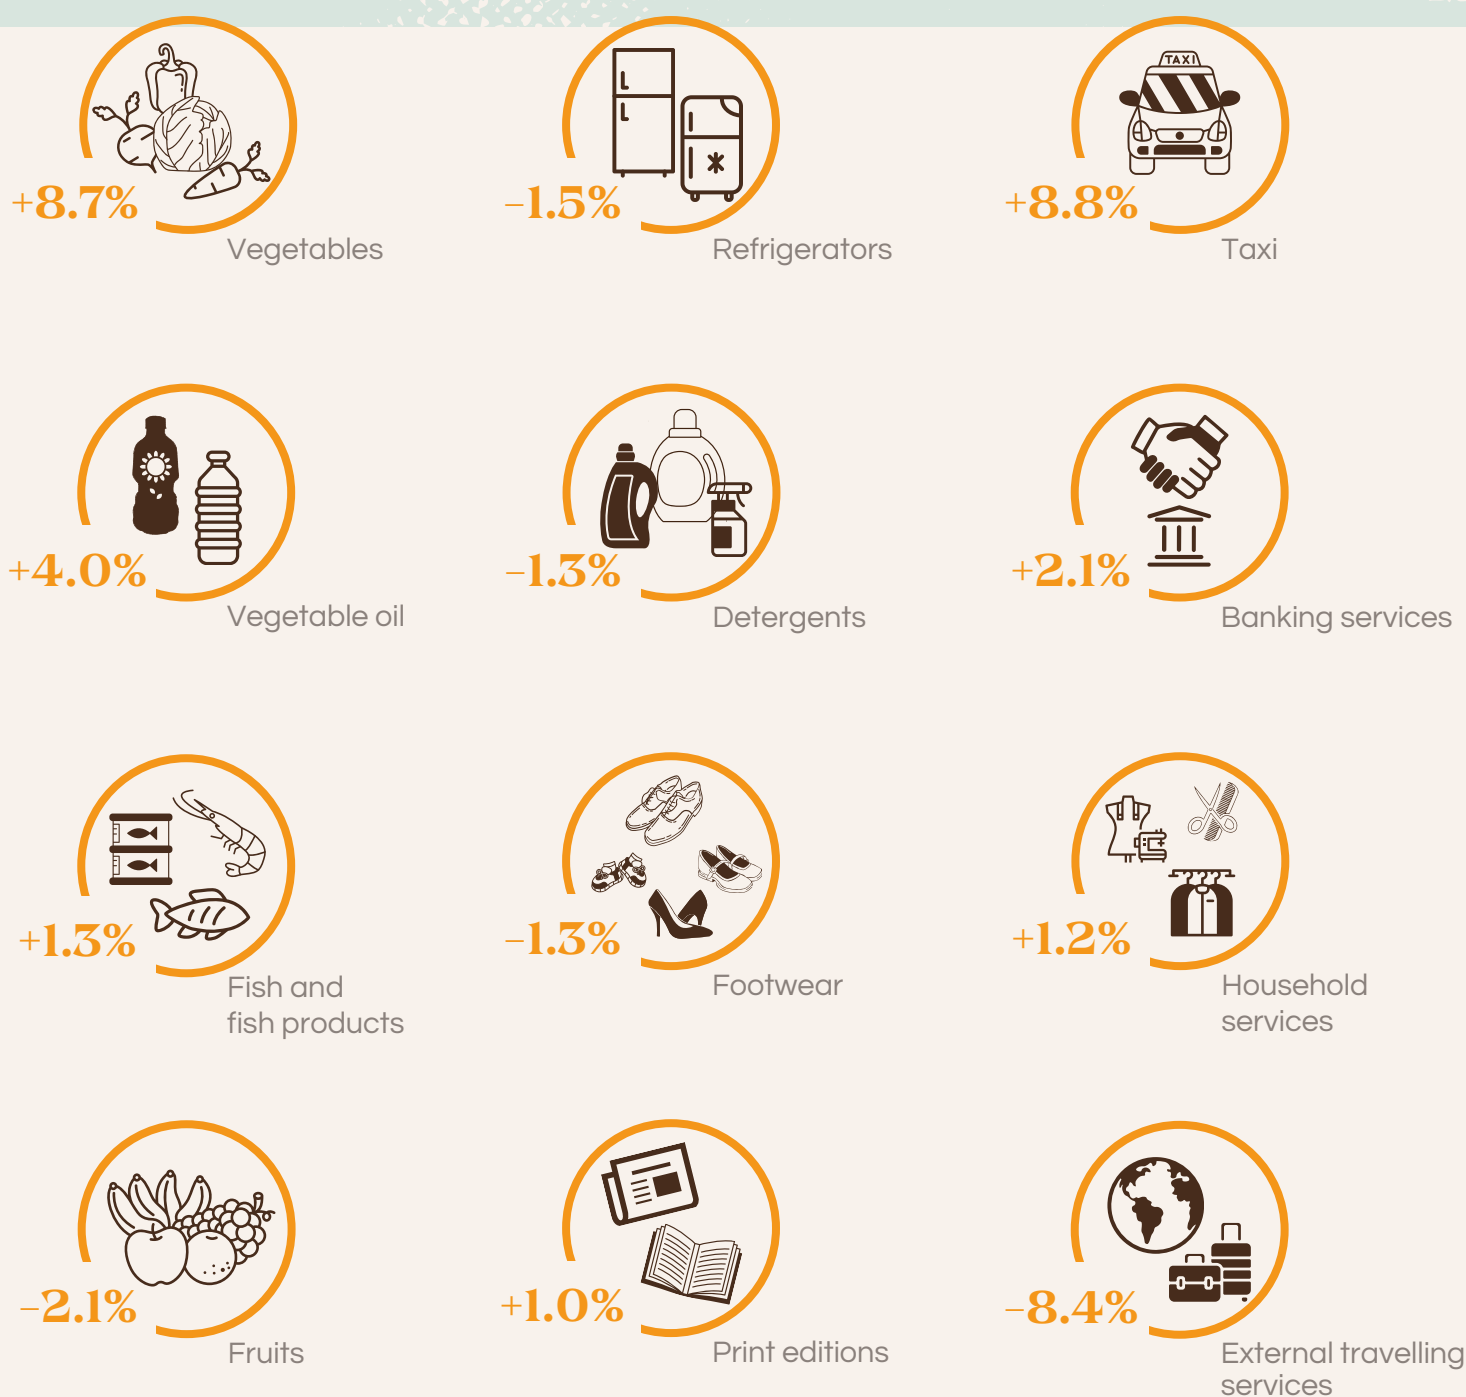 TAXI
+8.7%
Vegetables
–1.5%
Refrigerators
+8.8%
Taxi
+4.0%
Vegetable oil
–1.3%
Detergents
+2.1%
Banking services
+1.3%
Fish and
fish products
–1.3%
Footwear
+1.2%
Household
services
–2.1%
Fruits
+1.0%
Print editions
–8.4%
External travelling
services